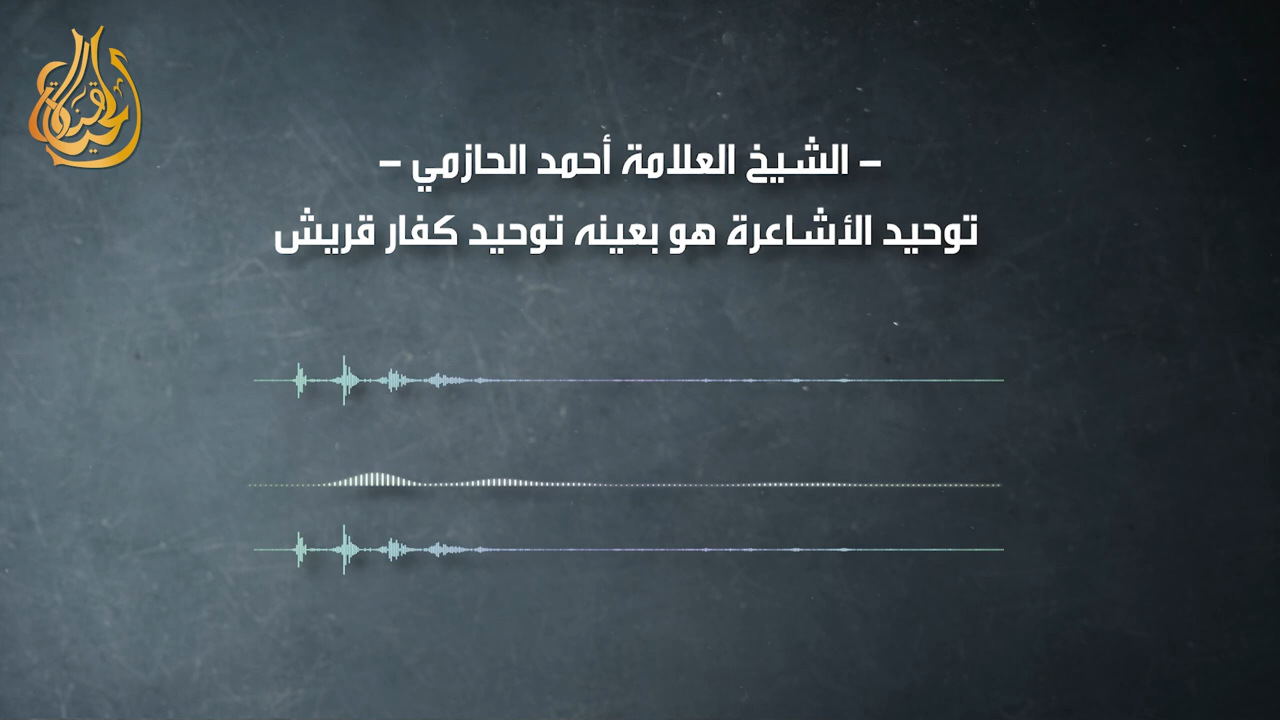 – الشيخ العلامة أحمد الحازمي –
توحيد الأشاعرة هو بعينه توحيد كفار قريش